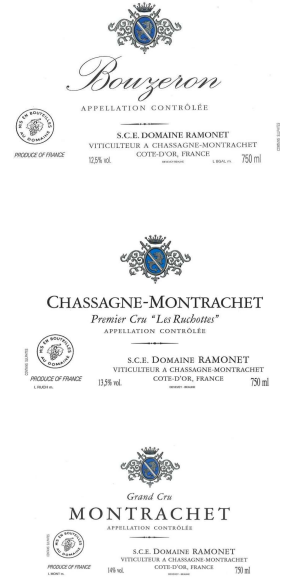 Bouzeron
APPELLATION CONTRÔLÉE
MIS EN BOUTEILLES
AU DOMAINE
S.C.E. DOMAINE RAMONET
VITICULTEUR A CHASSAGNE-MONTRACHET
COTE-D'OR, FRANCE
PRODUCE OF FRANCE
12,5% vol.
750 ml
CHASSAGNE-MONTRACHET
Premier Cru "Les Ruchottes"
APPELLATION CONTRÔLÉE
MIS EN BOUTEILLES
AU DOMAINE
S.C.E. DOMAINE RAMONET
VITICULTEUR A CHASSAGNE-MONTRACHET
COTE-D'OR, FRANCE
PRODUCE OF FRANCE
13,5% vol.
750 ml
Grand Cru
MONTRACHET
APPELLATION CONTRÔLÉE
MIS EN BOUTEILLES
AU DOMAINE
S.C.E. DOMAINE RAMONET
VITICULTEUR A CHASSAGNE-MONTRACHET
COTE-D'OR, FRANCE
PRODUCE OF FRANCE
14% vol.
750 ml